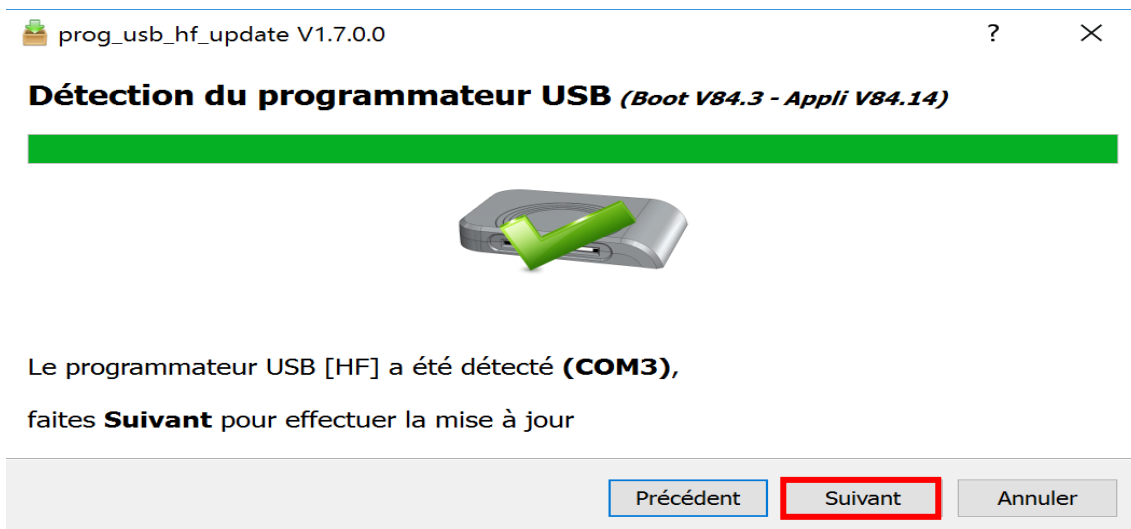 prog_usb_hf_update V1.7.0.0
?
Détection du programmateur USB (Boot V84.3 - Appli V84.14)
Le programmateur USB [HF] a été détecté (COM3),
faites Suivant pour effectuer la mise à jour
Précédent Suivant Annuler